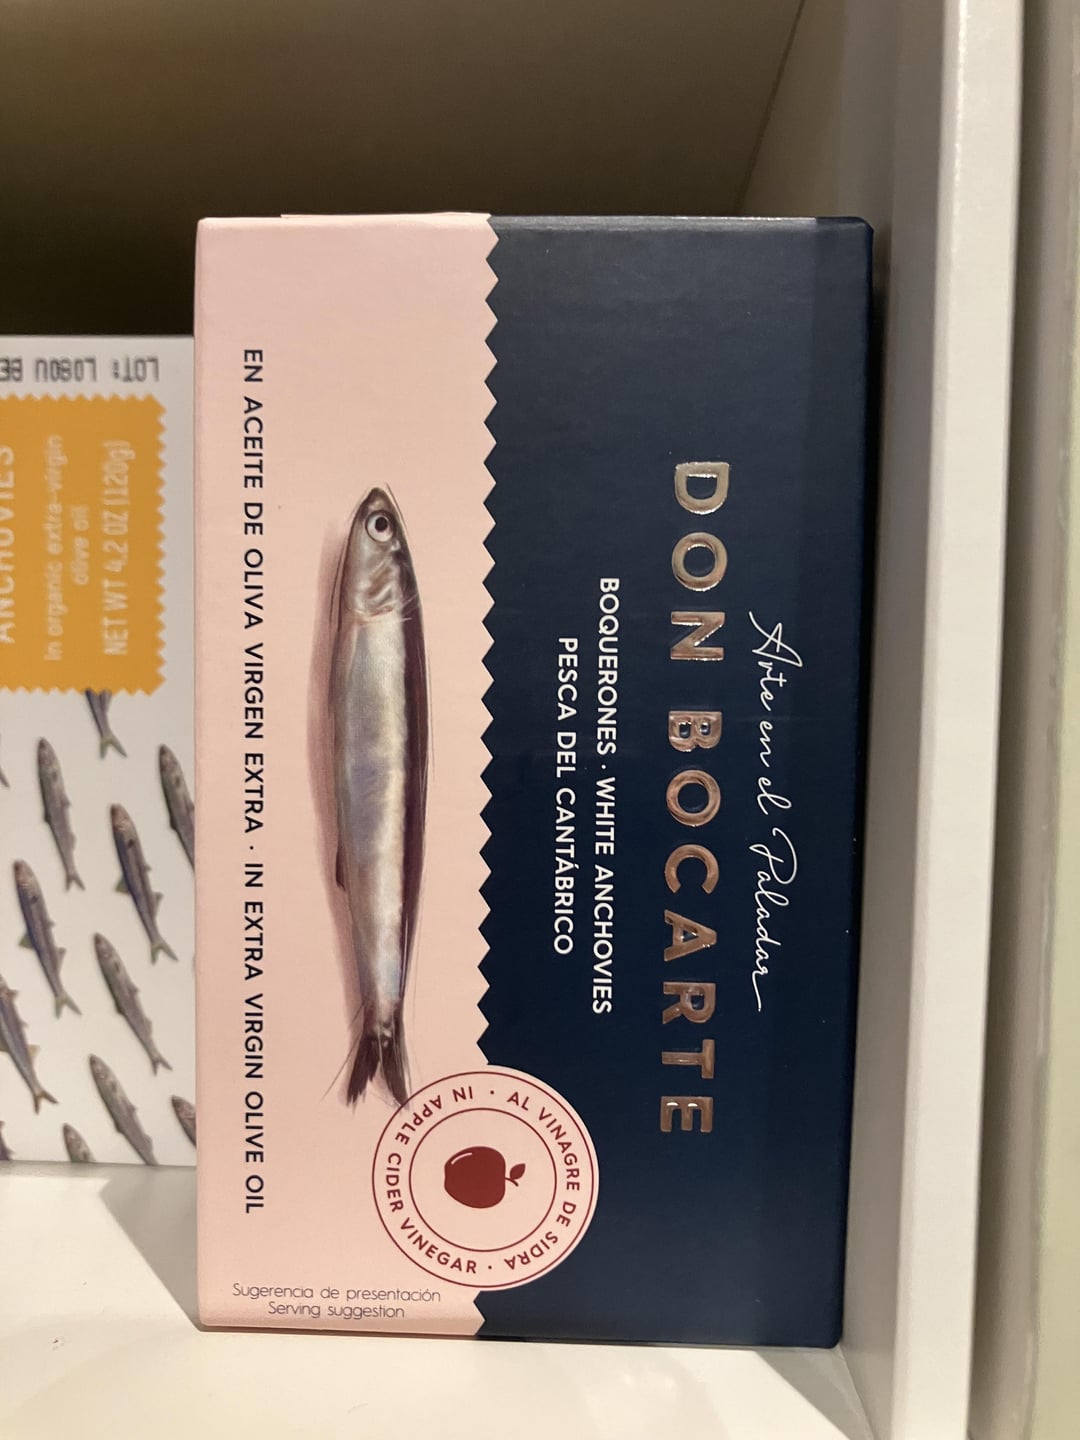 Arte en el Paladar
DON BOCARTE
BOQUERONES · WHITE ANCHOVIES
PESCA DEL CANTÁBRICO
EN ACEITE DE OLIVA VIRGEN EXTRA · IN EXTRA VIRGIN OLIVE OIL
AL VINAGRE DE SIDRA ·
IN APPLE CIDER VINEGAR ·
Sugerencia de presentación
Serving suggestion
ANCHOVIES
in organic extra-virgin
olive oil
NET WT 4.2 OZ (120g)
LOT: